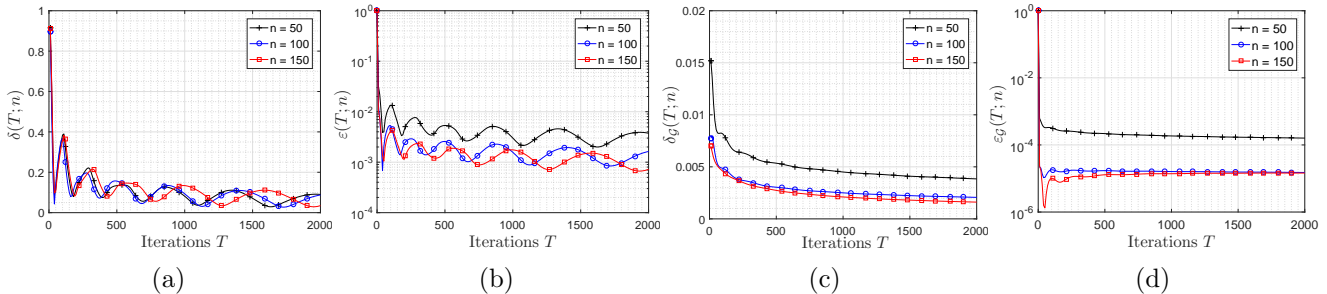 1
0.8
0.6
0.4
0.2
0
0 500 1000 1500 2000
δ(T; n)
Iterations T
n = 50
n = 100
n = 150
(a)
10^0
10^-1
10^-2
10^-3
10^-4
0 500 1000 1500 2000
ε(T; n)
Iterations T
n = 50
n = 100
n = 150
(b)
0.02
0.015
0.01
0.005
0
0 500 1000 1500 2000
δ_𝒢(T; n)
Iterations T
n = 50
n = 100
n = 150
(c)
10^0
10^-2
10^-4
10^-6
0 500 1000 1500 2000
ε_𝒢(T; n)
Iterations T
n = 50
n = 100
n = 150
(d)